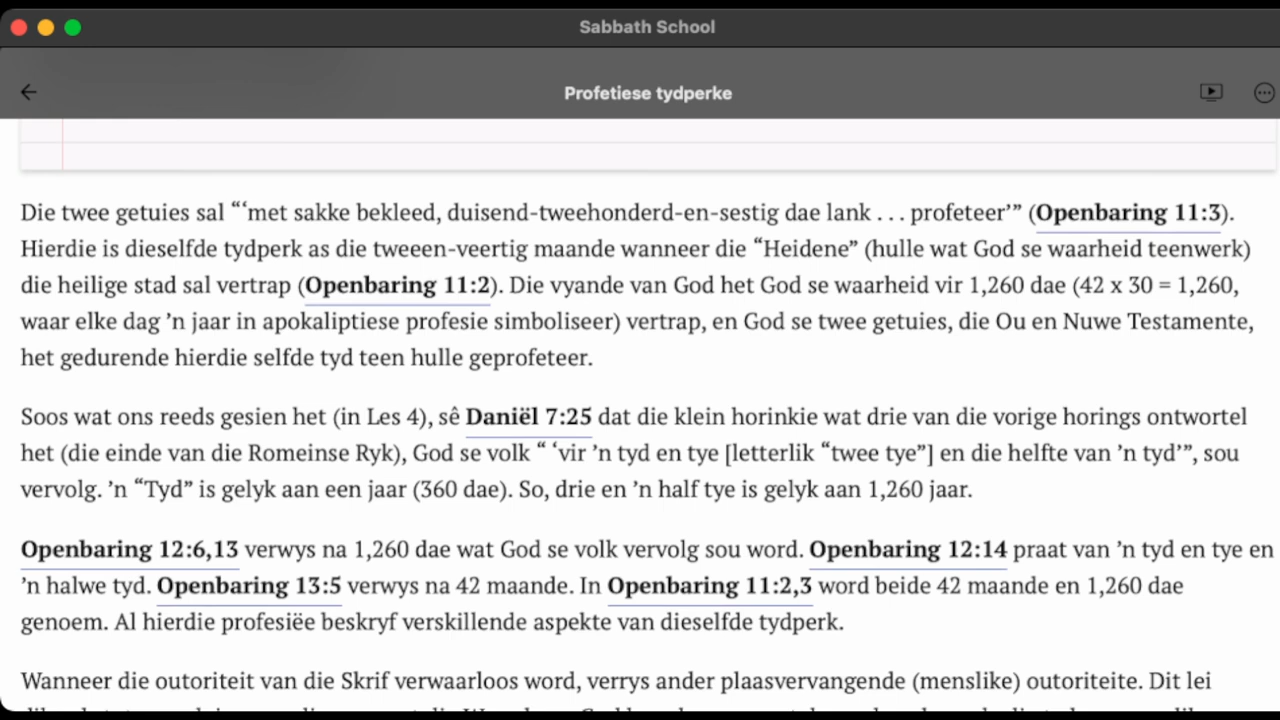 Sabbath School
Profetiese tydperke
Die twee getuies sal “‘met sakke bekleed, duisend-tweehonderd-en-sestig dae lank . . . profeteer’” (Openbaring 11:3).
Hierdie is dieselfde tydperk as die tweeen-veertig maande wanneer die “Heidene” (hulle wat God se waarheid teenwerk)
die heilige stad sal vertrap (Openbaring 11:2). Die vyande van God het God se waarheid vir 1,260 dae (42 x 30 = 1,260,
waar elke dag ’n jaar in apokaliptiese profesie simboliseer) vertrap, en God se twee getuies, die Ou en Nuwe Testamente,
het gedurende hierdie selfde tyd teen hulle geprofeteer.
Soos wat ons reeds gesien het (in Les 4), sê Daniël 7:25 dat die klein horinkie wat drie van die vorige horings ontwortel
het (die einde van die Romeinse Ryk), God se volk “ ‘vir ’n tyd en tye [letterlik “twee tye”] en die helfte van ’n tyd’”, sou
vervolg. ’n “Tyd” is gelyk aan een jaar (360 dae). So, drie en ’n half tye is gelyk aan 1,260 jaar.
Openbaring 12:6,13 verwys na 1,260 dae wat God se volk vervolg sou word. Openbaring 12:14 praat van ’n tyd en tye en
’n halwe tyd. Openbaring 13:5 verwys na 42 maande. In Openbaring 11:2,3 word beide 42 maande en 1,260 dae
genoem. Al hierdie profesiëe beskryf verskillende aspekte van dieselfde tydperk.
Wanneer die outoriteit van die Skrif verwaarloos word, verrys ander plaasvervangende (menslike) outoriteite. Dit lei